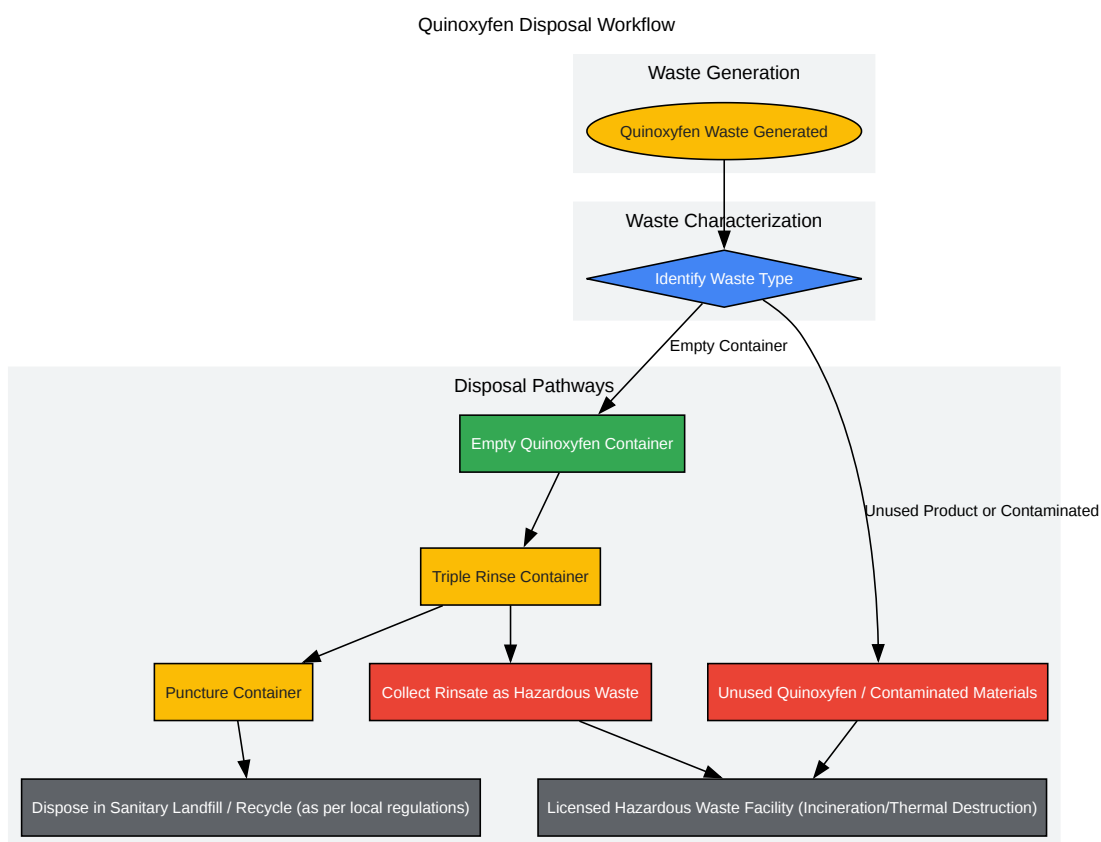 Quinoxyfen Disposal Workflow
Waste Generation
Quinoxyfen Waste Generated
Waste Characterization
Identify Waste Type
Empty Container
Disposal Pathways
Empty Quinoxyfen Container
Unused Product or Contaminated
Triple Rinse Container
Puncture Container
Collect Rinsate as Hazardous Waste
Unused Quinoxyfen / Contaminated Materials
Dispose in Sanitary Landfill / Recycle (as per local regulations)
Licensed Hazardous Waste Facility (Incineration/Thermal Destruction)